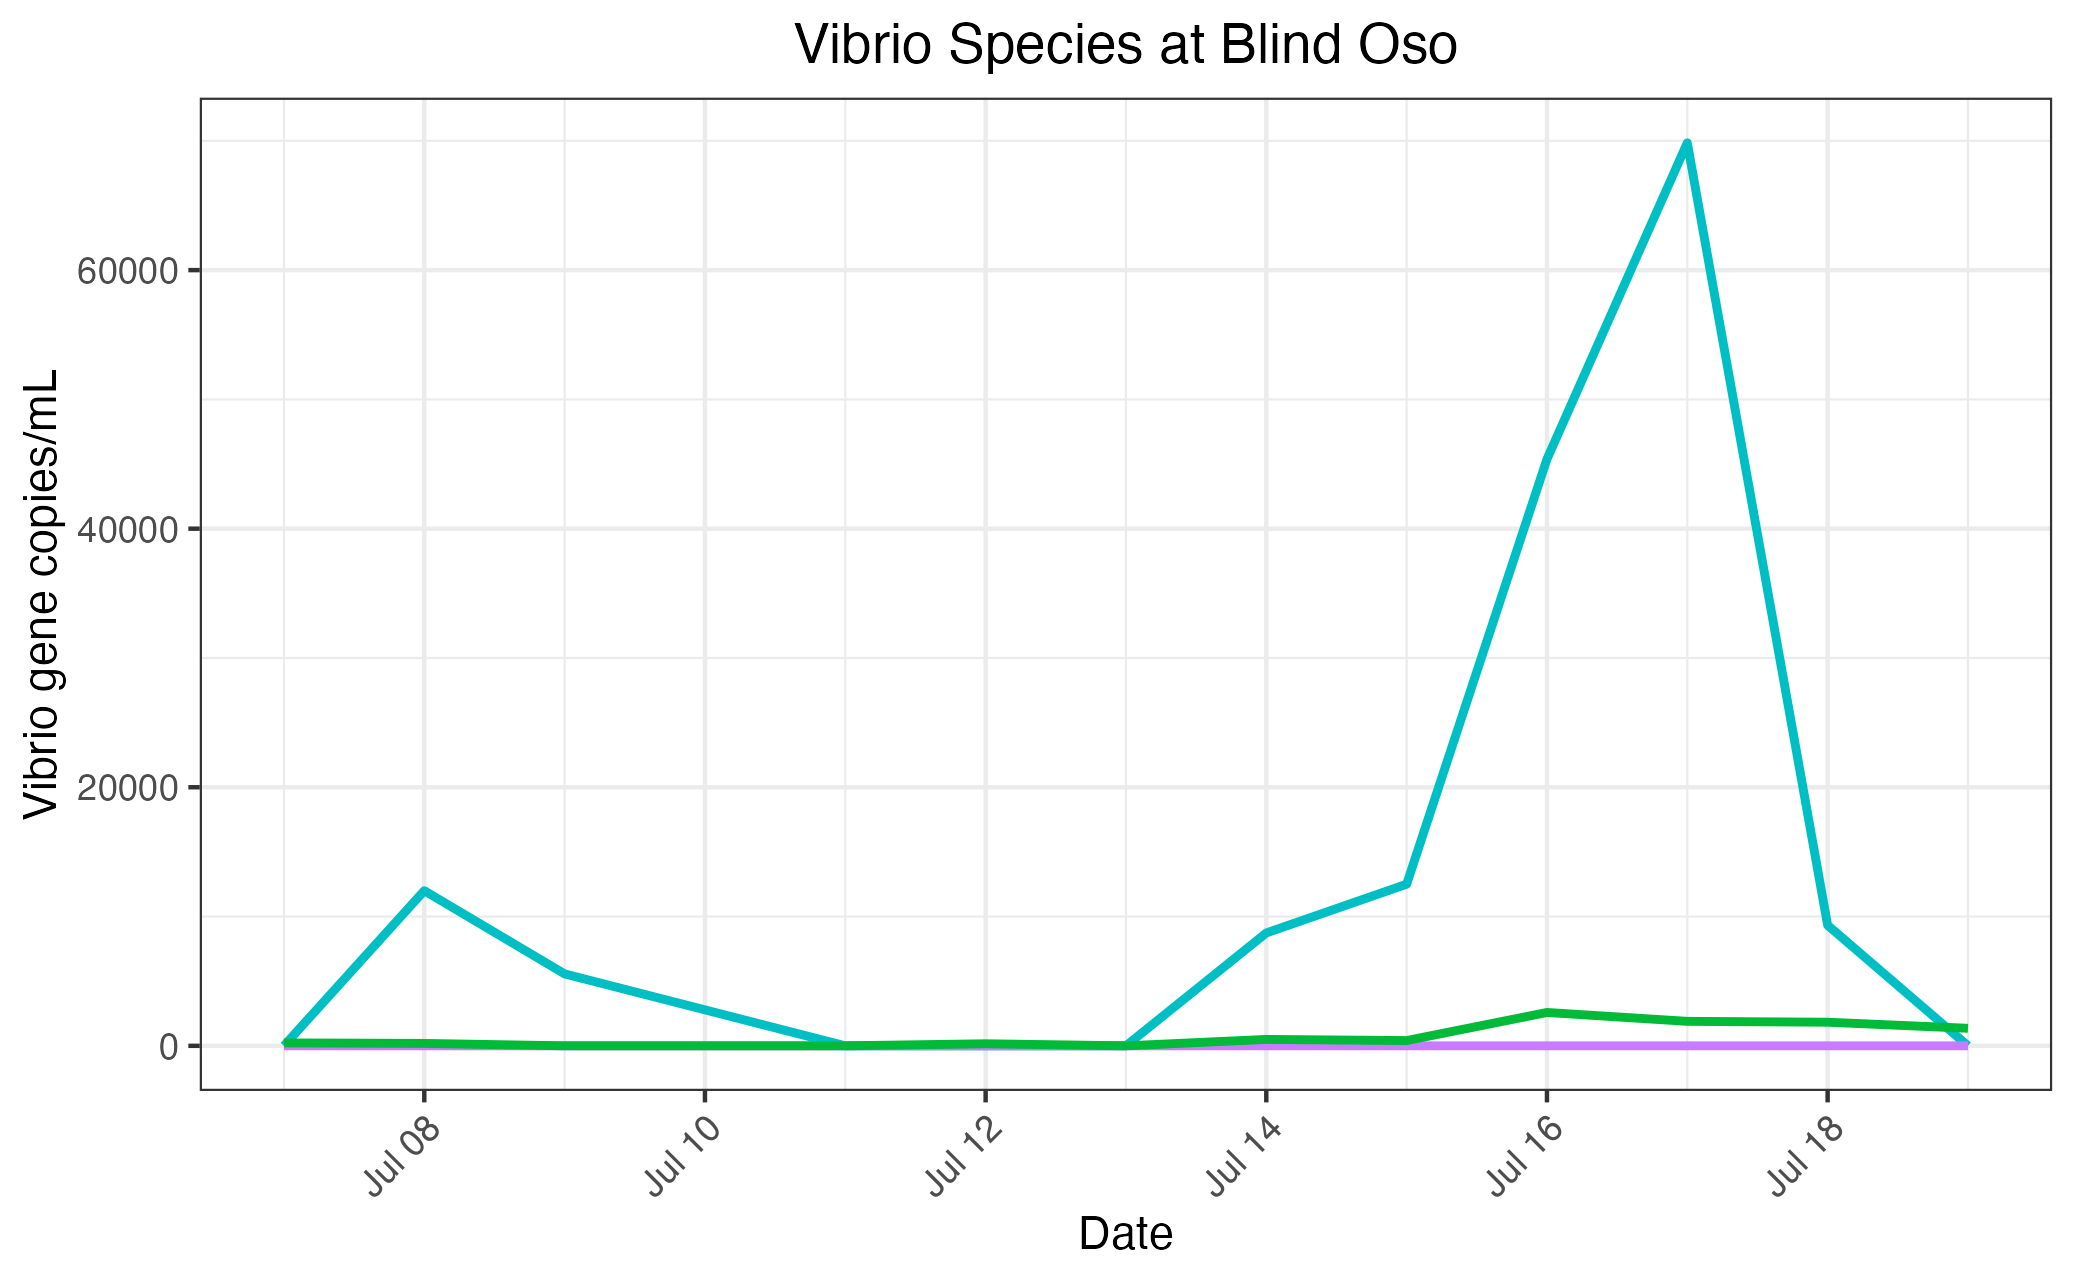 Vibrio Species at Blind Oso
Vibrio gene copies/mL
60000
40000
20000
0
Jul 08
Jul 10
Jul 12
Jul 14
Jul 16
Jul 18
Date